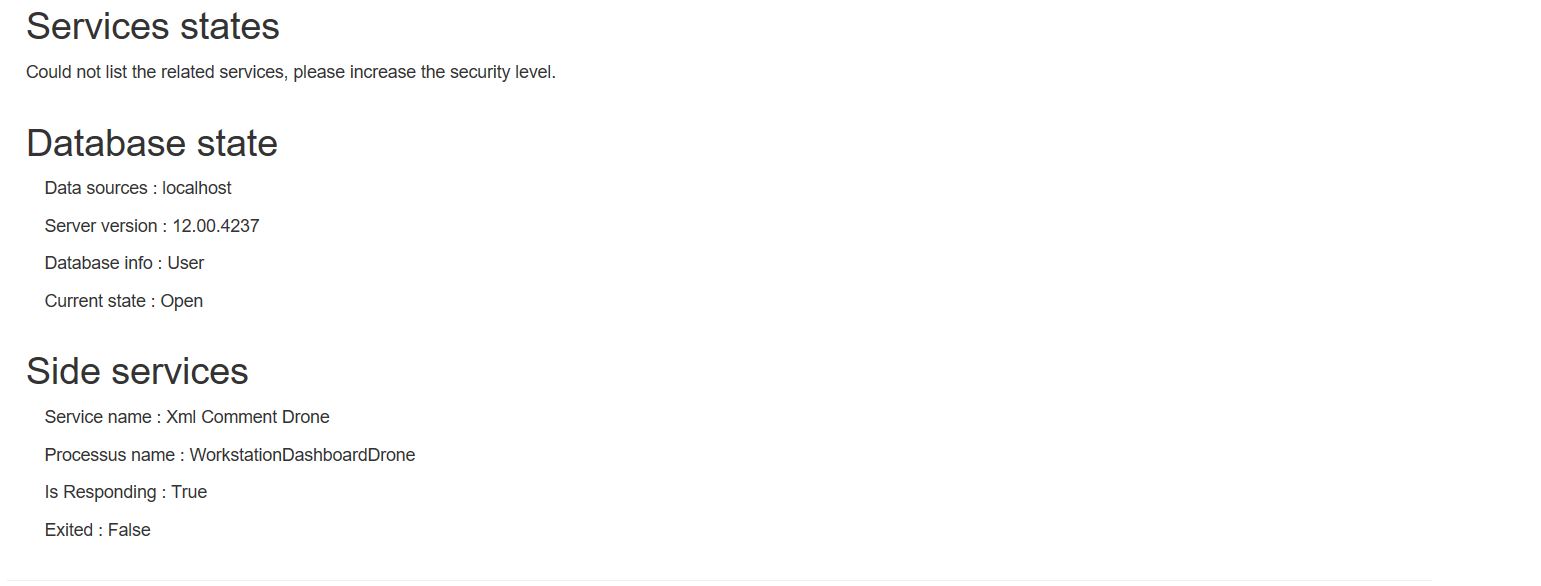 Services states
Could not list the related services, please increase the security level.
Database state
Data sources : localhost
Server version : 12.00.4237
Database info : User
Current state : Open
Side services
Service name : Xml Comment Drone
Processus name : WorkstationDashboardDrone
Is Responding : True
Exited : False